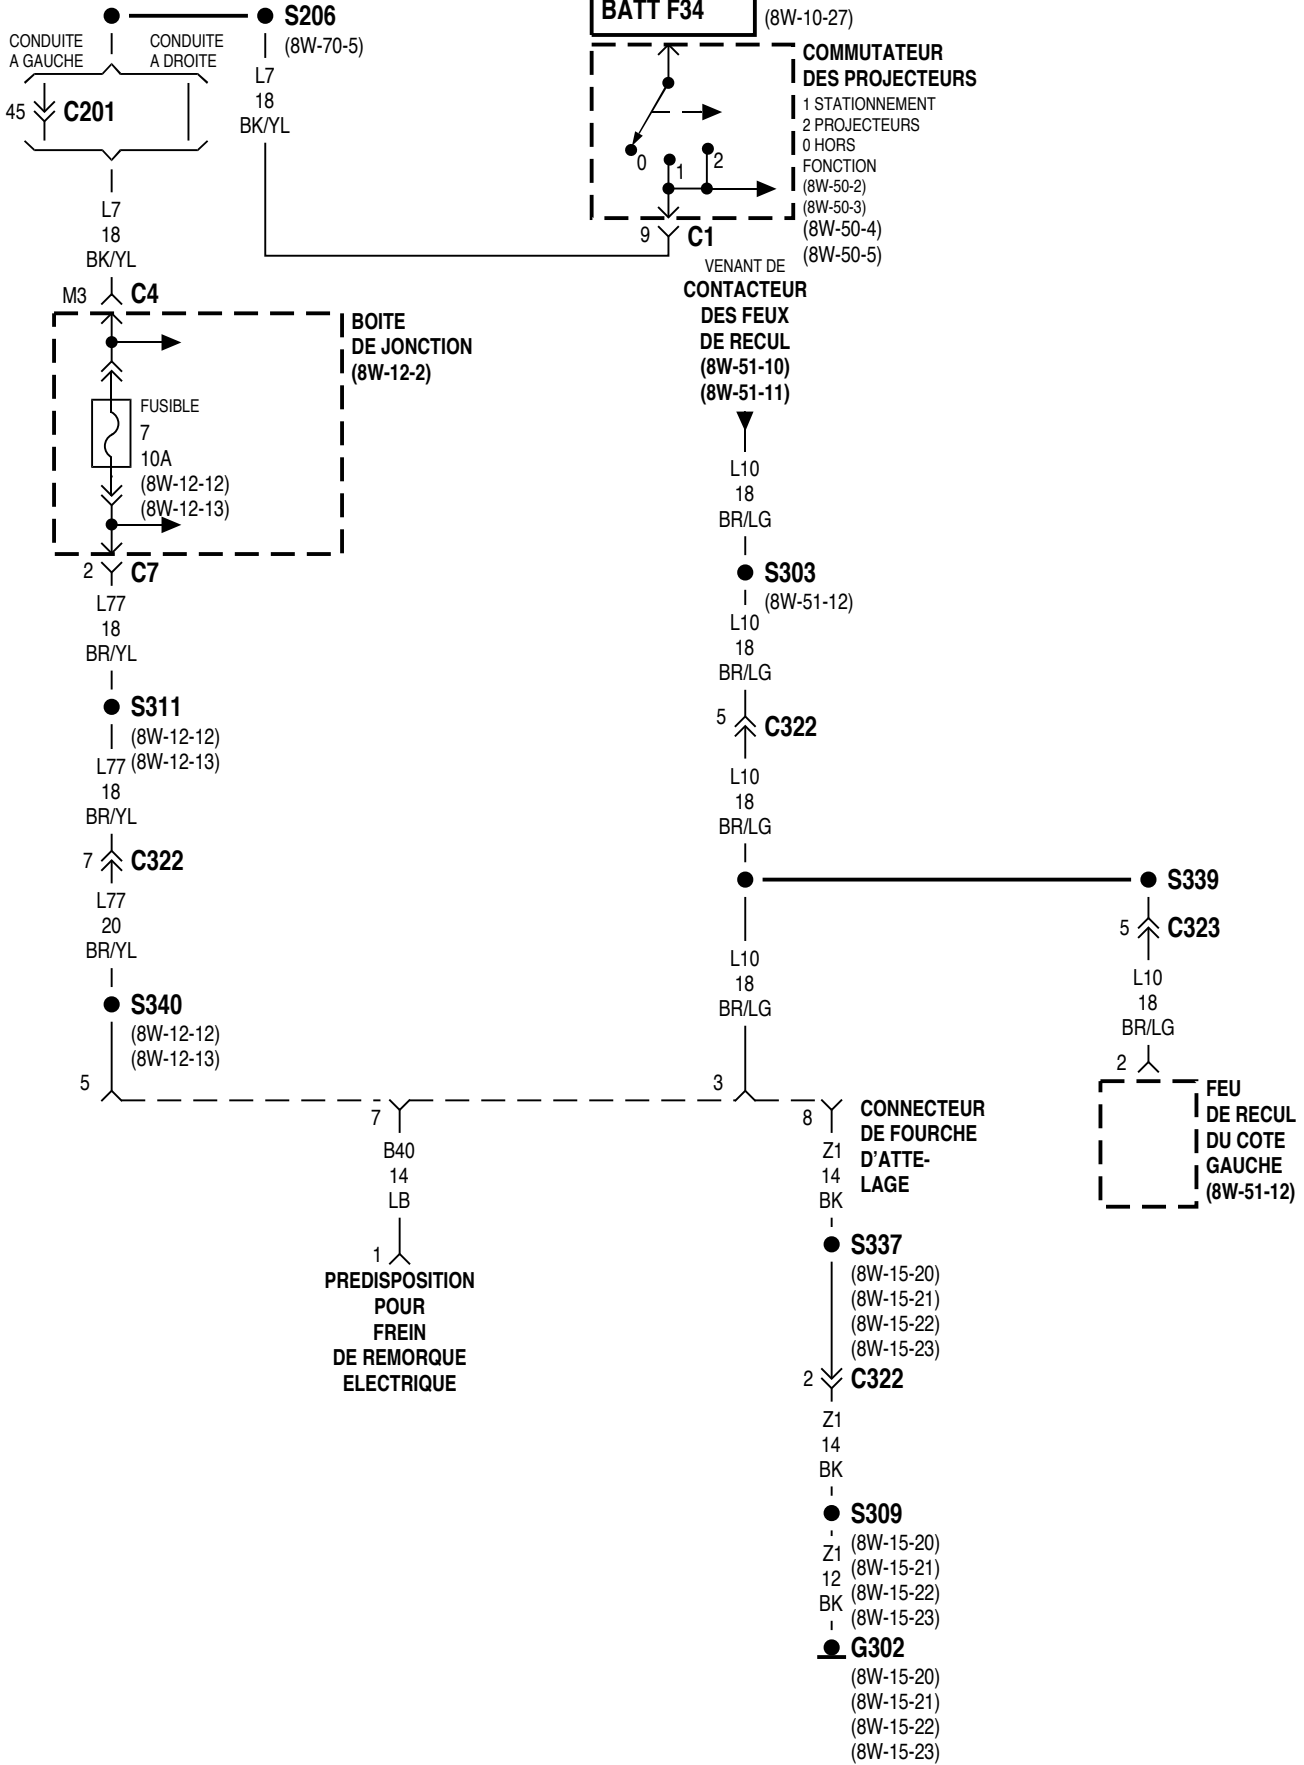 S206
(8W-70-5)
CONDUITE
A GAUCHE
CONDUITE
A DROITE
45
C201
L7
18
BK/YL
BATT F34
(8W-10-27)
COMMUTATEUR
DES PROJECTEURS
1 STATIONNEMENT
2 PROJECTEURS
0 HORS
FONCTION
(8W-50-2)
(8W-50-3)
(8W-50-4)
(8W-50-5)
0
1
2
9
C1
L7
18
BK/YL
M3
C4
BOITE
DE JONCTION
(8W-12-2)
FUSIBLE
7
10A
(8W-12-12)
(8W-12-13)
2
C7
L77
18
BR/YL
S311
(8W-12-12)
(8W-12-13)
L77
18
BR/YL
7
C322
L77
20
BR/YL
S340
(8W-12-12)
(8W-12-13)
5
VENANT DE
CONTACTEUR
DES FEUX
DE RECUL
(8W-51-10)
(8W-51-11)
L10
18
BR/LG
S303
(8W-51-12)
L10
18
BR/LG
5
C322
L10
18
BR/LG
S339
5
C323
L10
18
BR/LG
2
FEU
DE RECUL
DU COTE
GAUCHE
(8W-51-12)
L10
18
BR/LG
3
7
B40
14
LB
1
PREDISPOSITION
POUR
FREIN
DE REMORQUE
ELECTRIQUE
8
CONNECTEUR
DE FOURCHE
D'ATTE-
LAGE
Z1
14
BK
S337
(8W-15-20)
(8W-15-21)
(8W-15-22)
(8W-15-23)
2
C322
Z1
14
BK
S309
(8W-15-20)
(8W-15-21)
(8W-15-22)
(8W-15-23)
Z1
12
BK
G302
(8W-15-20)
(8W-15-21)
(8W-15-22)
(8W-15-23)